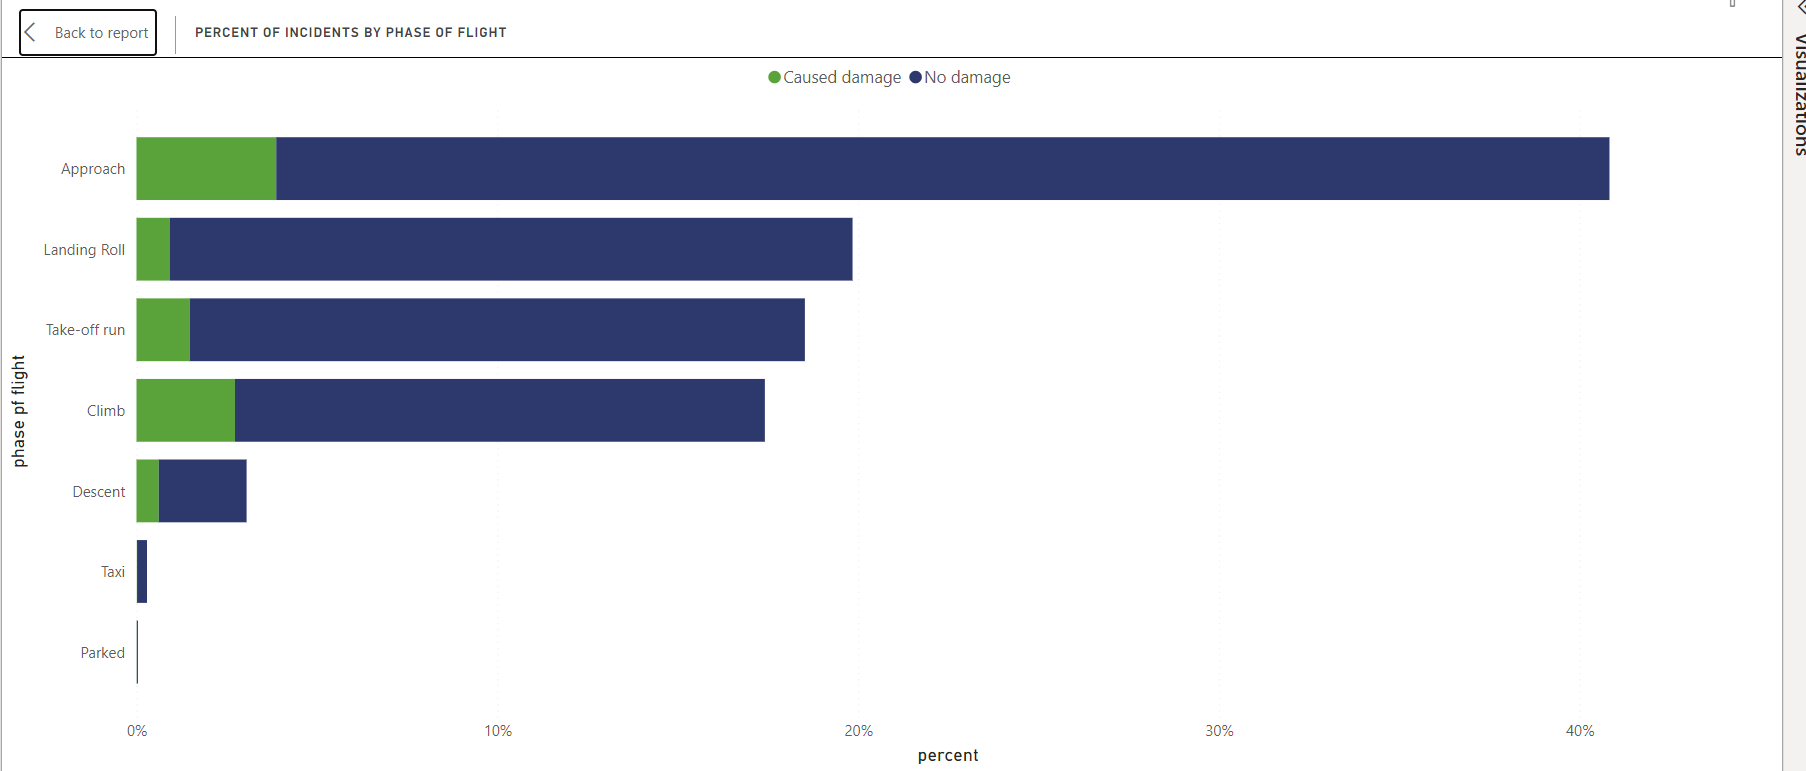 Back to report
PERCENT OF INCIDENTS BY PHASE OF FLIGHT
Visualizations
Caused damage No damage
phase pf flight
Approach
Landing Roll
Take-off run
Climb
Descent
Taxi
Parked
0% 10% 20% 30% 40%
percent